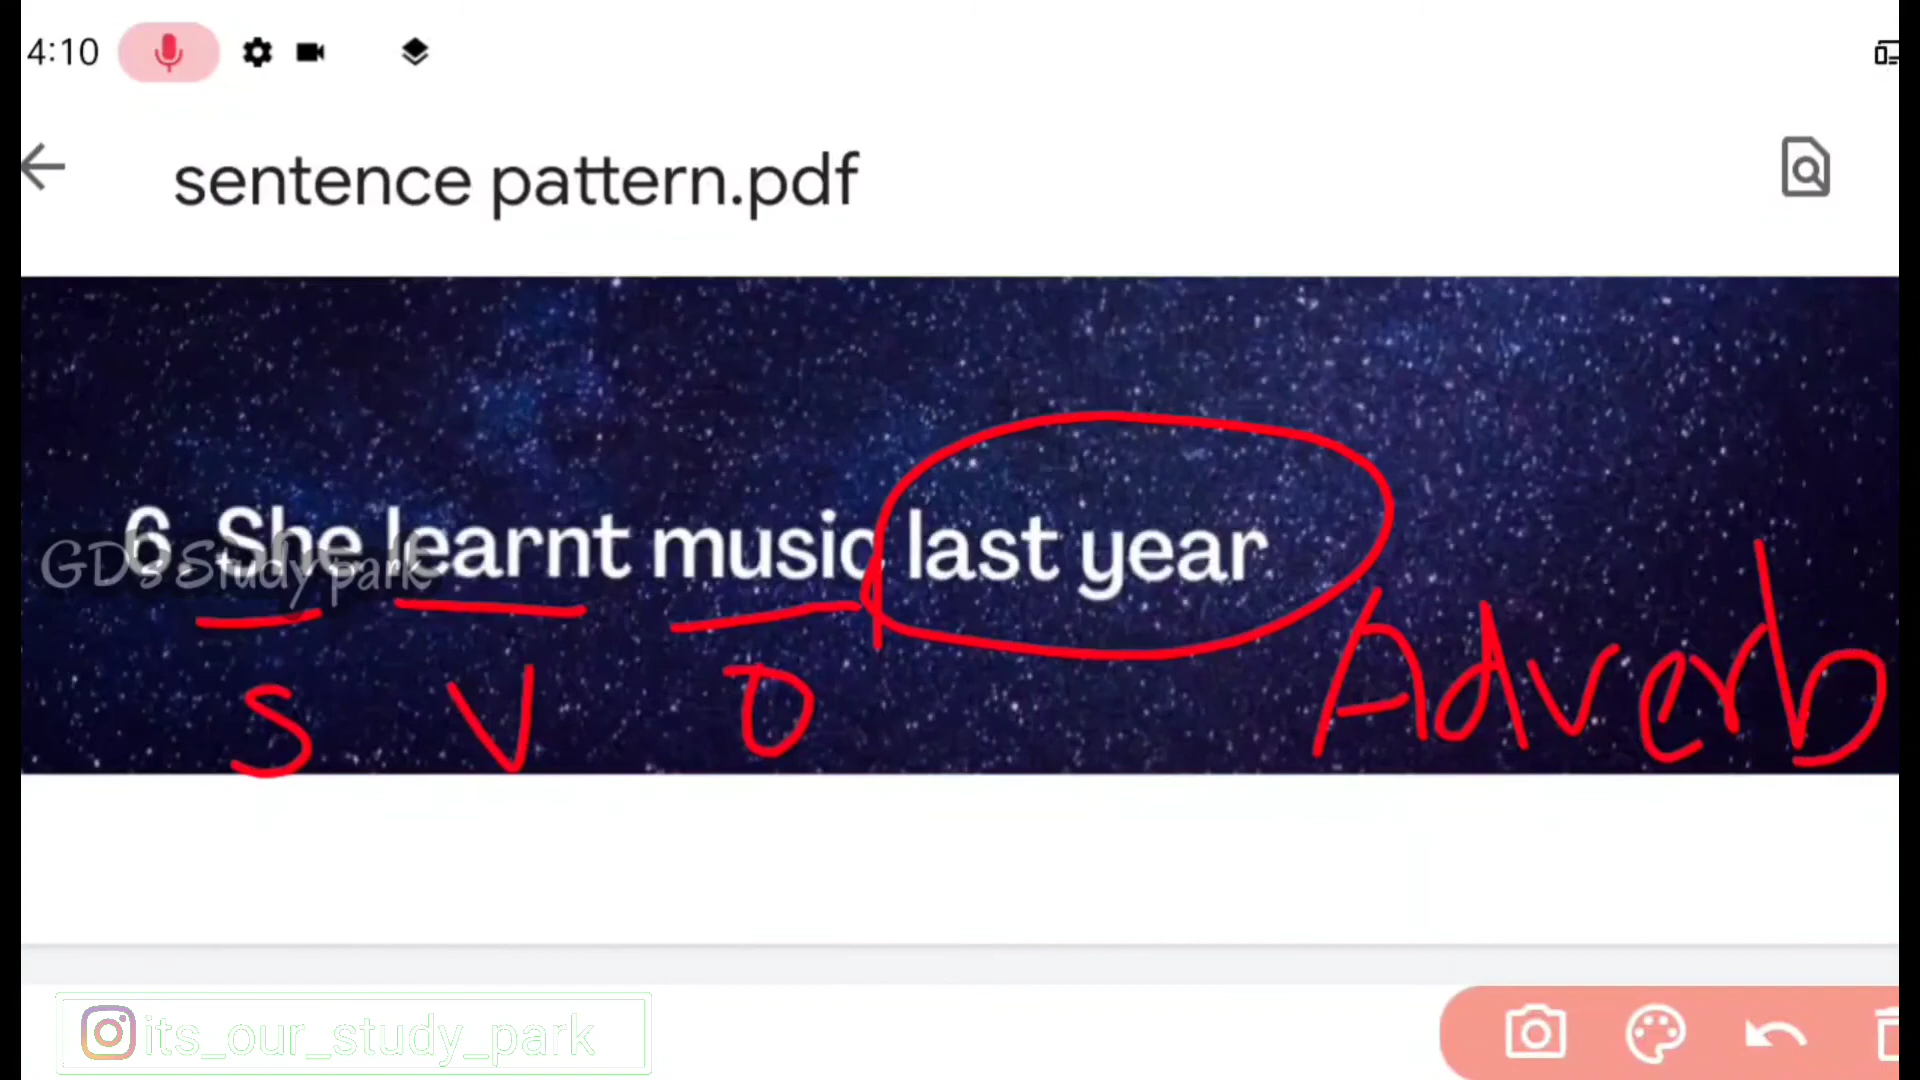 4:10
sentence pattern.pdf
6. She learnt music last year
GD's Study park
S V O Adverb
its_our_study_park